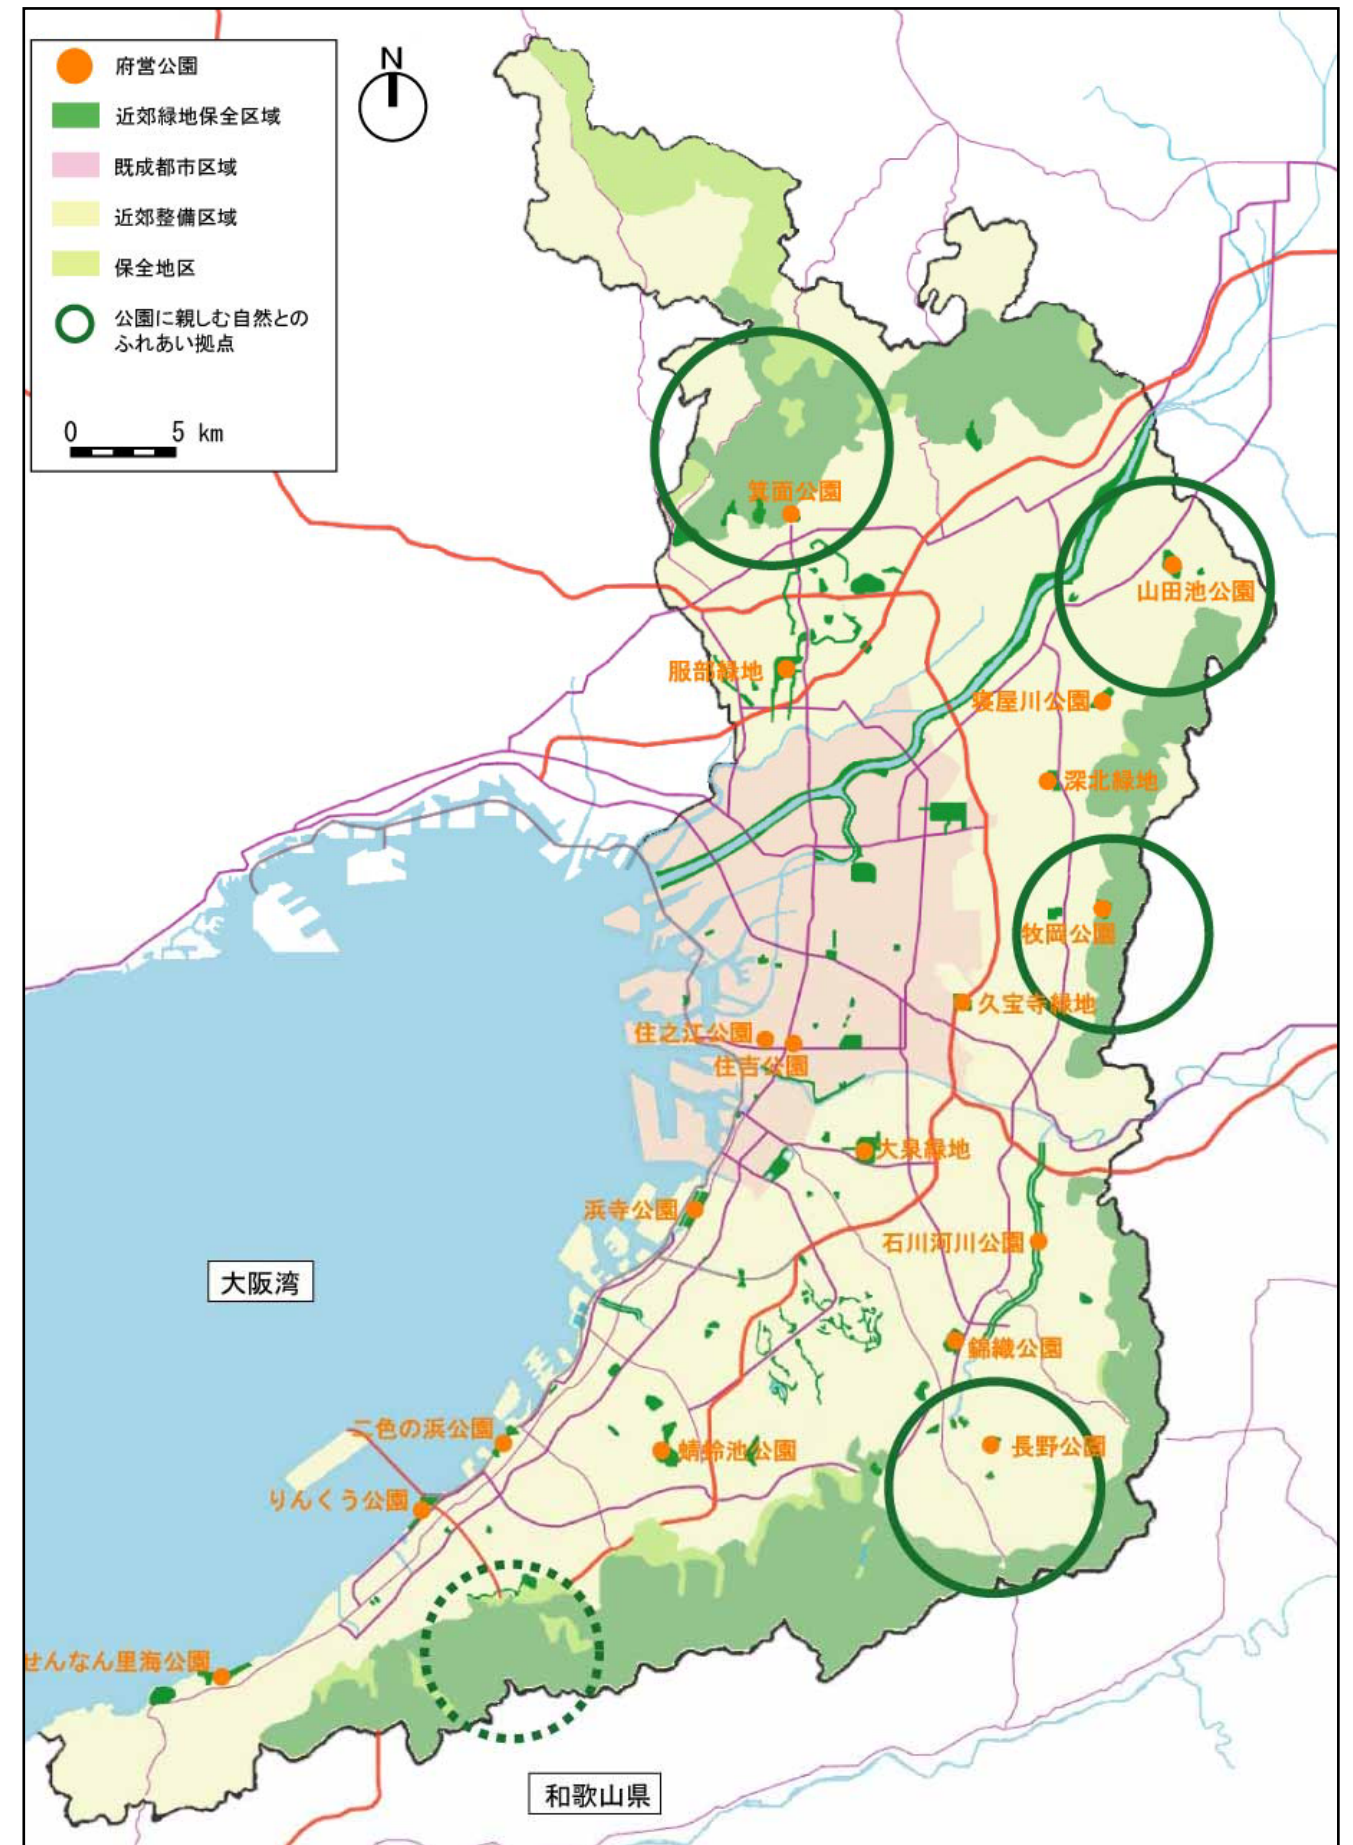 N
府営公園
近郊緑地保全区域
既成都市区域
近郊整備区域
保全地区
公園に親しむ自然との
ふれあい拠点
0 5 km
箕面公園
山田池公園
服部緑地
寝屋川公園
深北緑地
牧岡公園
久宝寺緑地
住之江公園
住吉公園
大泉緑地
浜寺公園
石川河川公園
大阪湾
錦織公園
二色の浜公園
蜻蛉池公園
長野公園
りんくう公園
せんなん里海公園
和歌山県